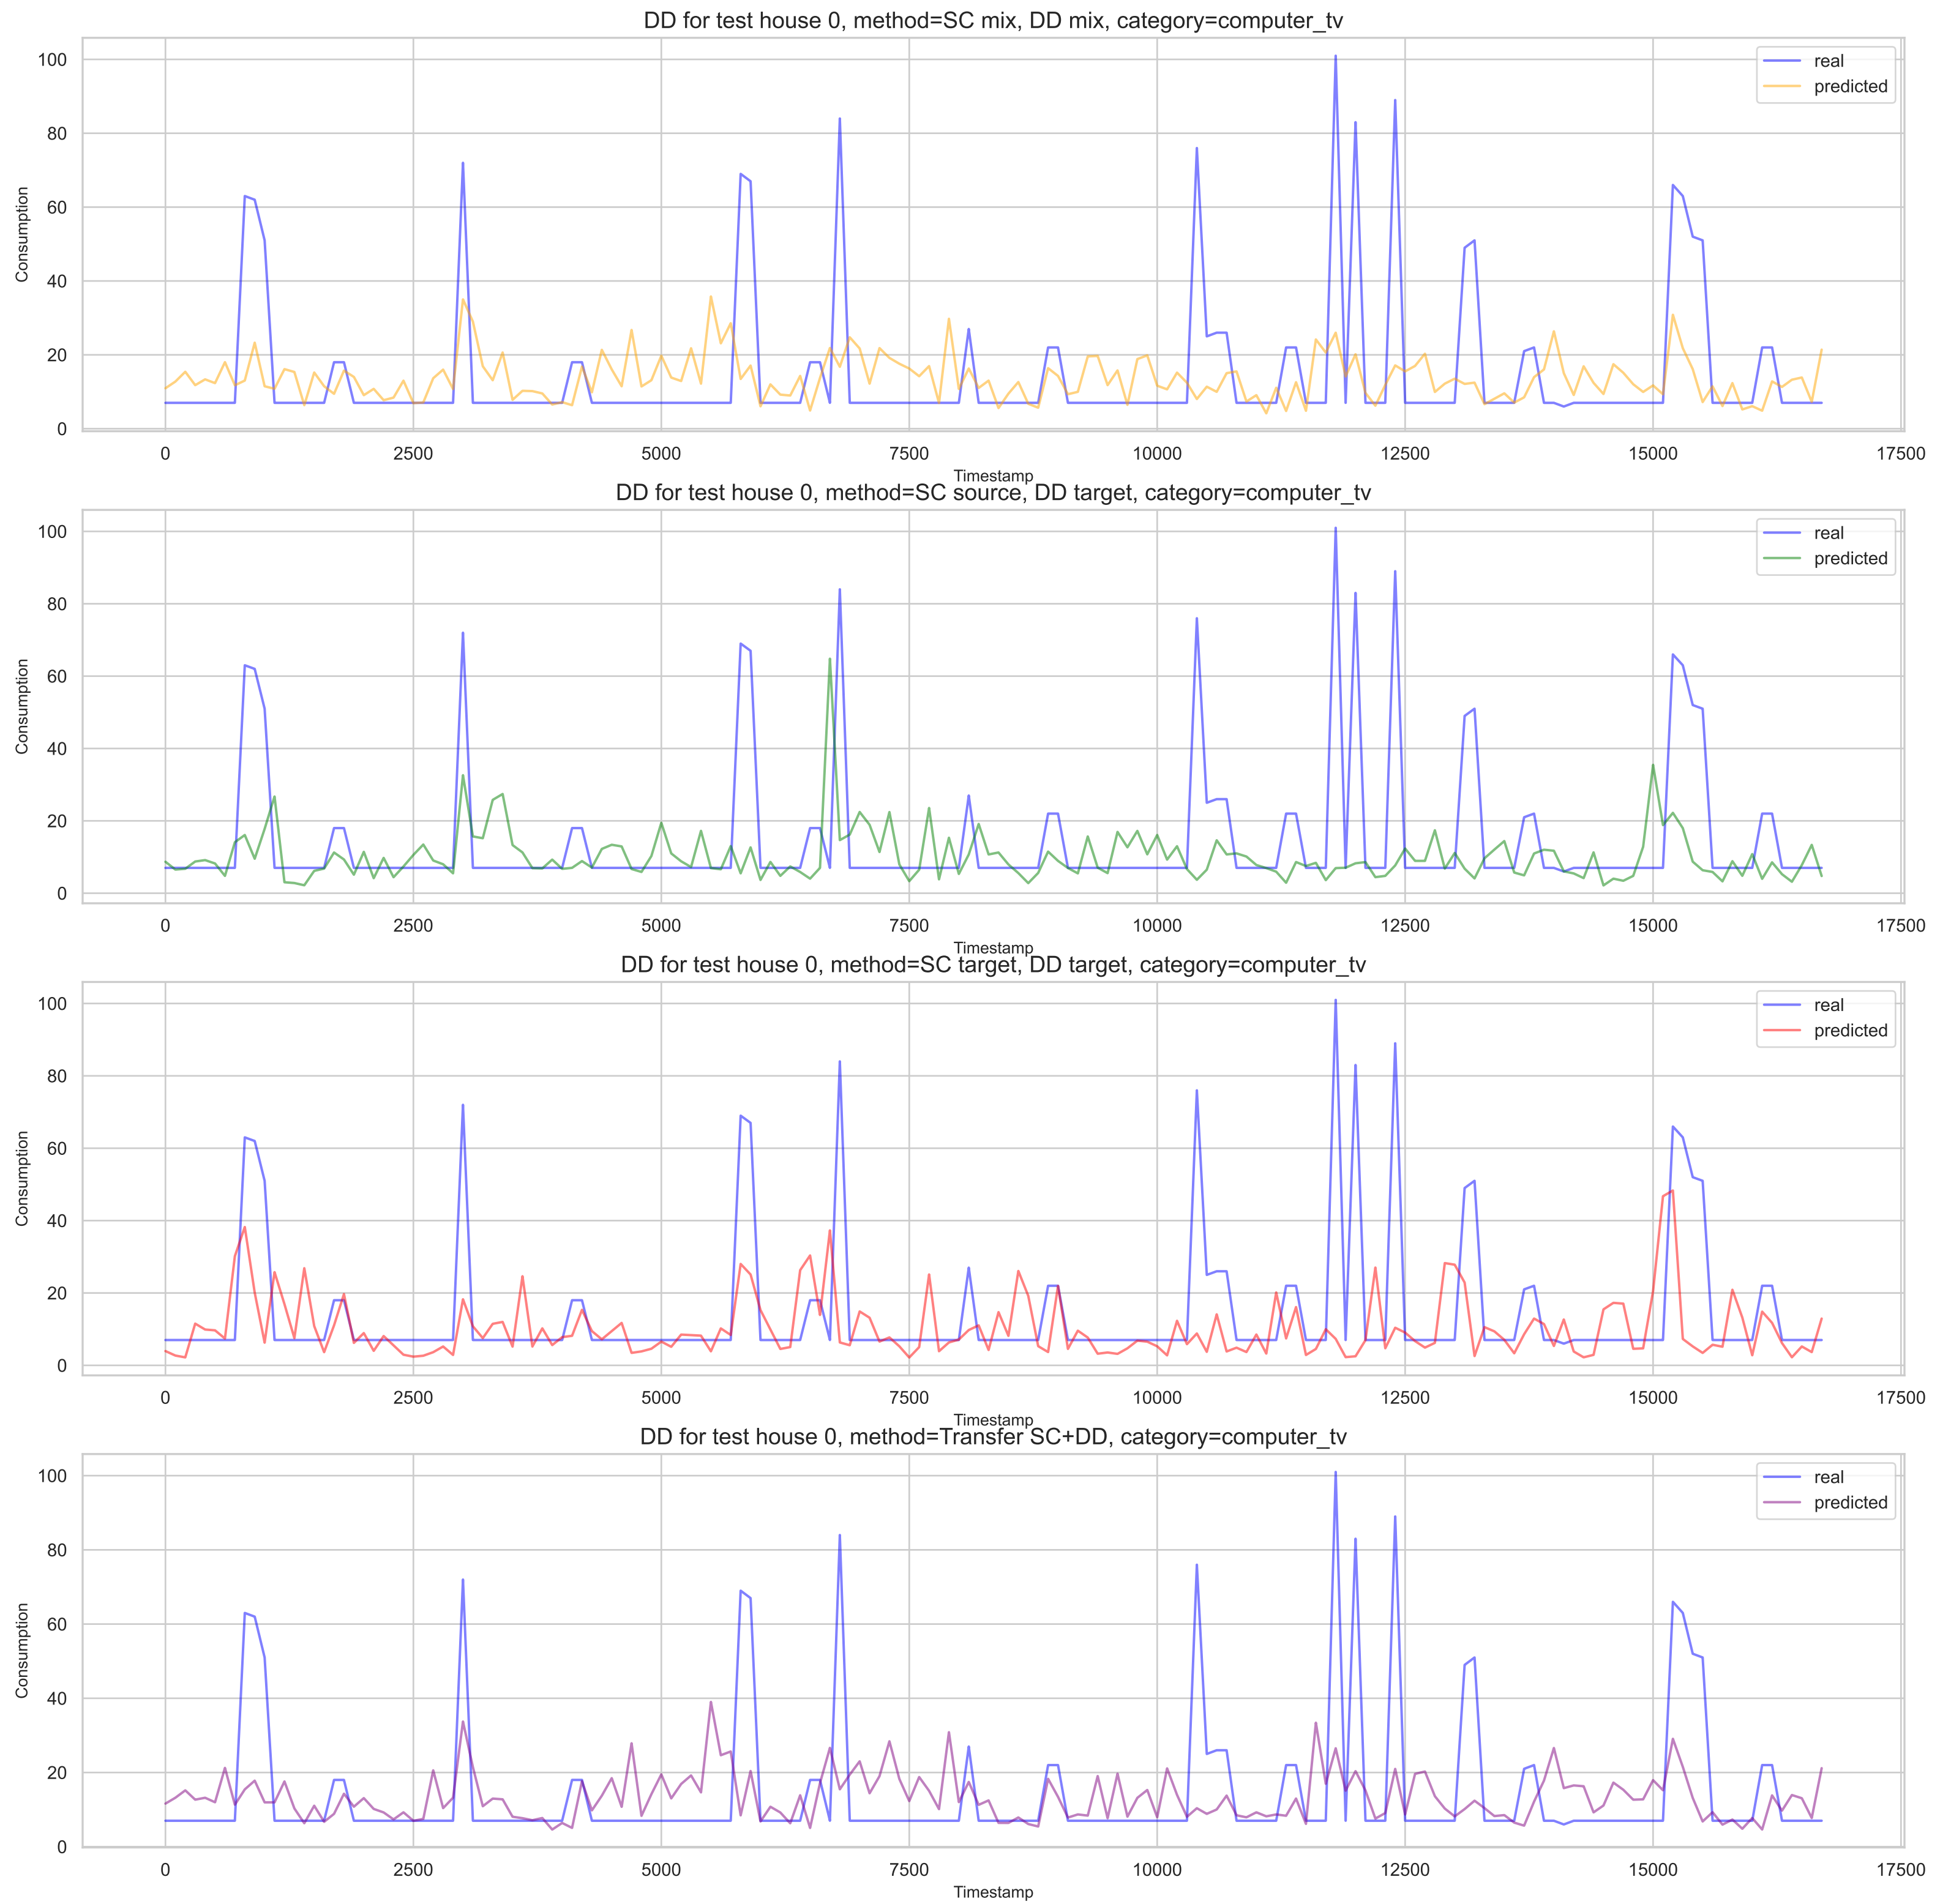 DD for test house 0, method=SC mix, DD mix, category=computer_tv
real
predicted
Consumption
100
80
60
40
20
0
0 2500 5000 7500 10000 12500 15000 17500
Timestamp
DD for test house 0, method=SC source, DD target, category=computer_tv
real
predicted
Consumption
100
80
60
40
20
0
0 2500 5000 7500 10000 12500 15000 17500
Timestamp
DD for test house 0, method=SC target, DD target, category=computer_tv
real
predicted
Consumption
100
80
60
40
20
0
0 2500 5000 7500 10000 12500 15000 17500
Timestamp
DD for test house 0, method=Transfer SC+DD, category=computer_tv
real
predicted
Consumption
100
80
60
40
20
0
0 2500 5000 7500 10000 12500 15000 17500
Timestamp